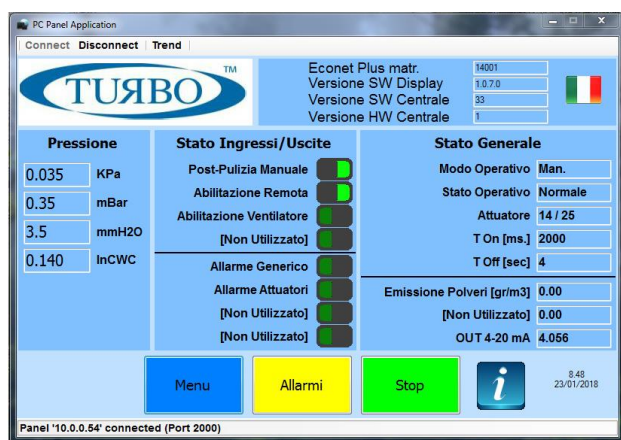 PC Panel Application
Connect Disconnect Trend
TURBO TM
Econet Plus matr. 14001
Versione SW Display 1.0.7.0
Versione SW Centrale 33
Versione HW Centrale 1
Pressione
0.035 KPa
0.35 mBar
3.5 mmH2O
0.140 InCWC
Stato Ingressi/Uscite
Post-Pulizia Manuale
Abilitazione Remota
Abilitazione Ventilatore
[Non Utilizzato]
Allarme Generico
Allarme Attuatori
[Non Utilizzato]
[Non Utilizzato]
Stato Generale
Modo Operativo Man.
Stato Operativo Normale
Attuatore 14 / 25
T On [ms.] 2000
T Off [sec] 4
Emissione Polveri [gr/m3] 0.00
[Non Utilizzato] 0.00
OUT 4-20 mA 4.056
Menu Allarmi Stop i
8.48
23/01/2018
Panel '10.0.0.54' connected (Port 2000)